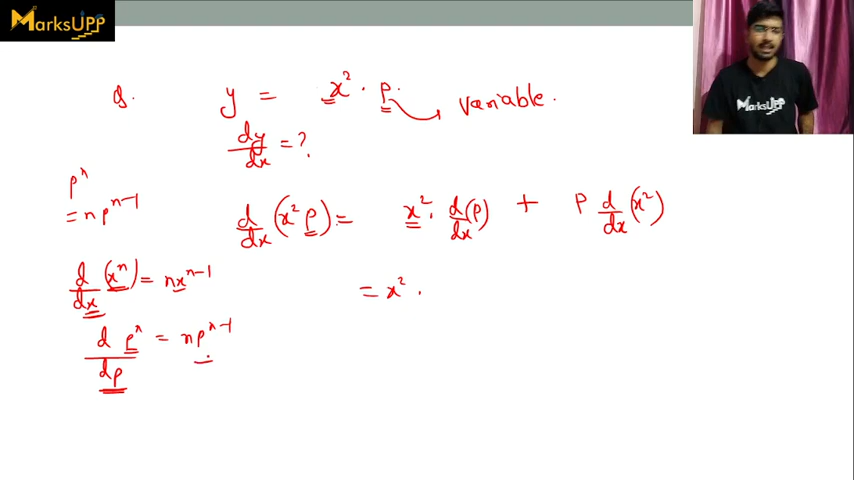 MarksUPP
MarksUPP
Q. y = x² · p. → variable.
dy/dx = ?
pⁿ
= npⁿ⁻¹
d/dx (x² p) = x² · d/dx (p) + P d/dx (x²)
d/dx (xⁿ) = nxⁿ⁻¹
= x² ·
d pⁿ / dp = npⁿ⁻¹